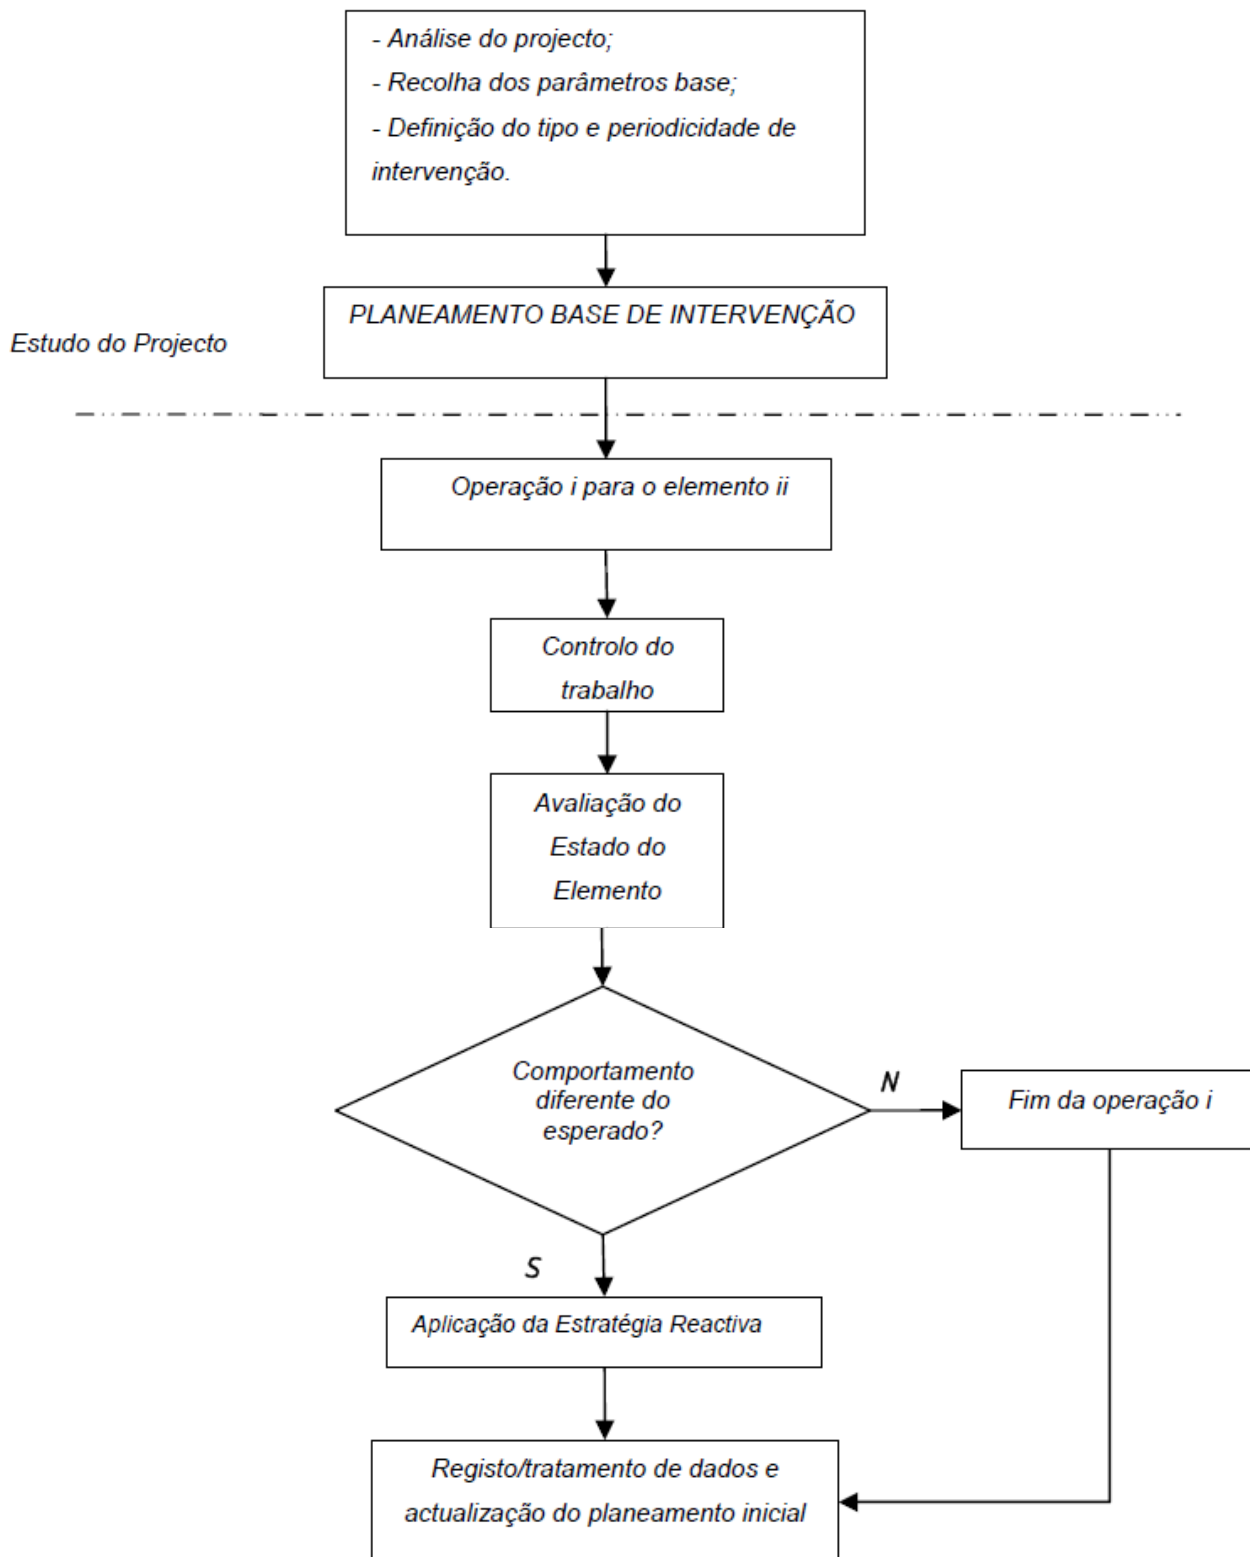 - Análise do projecto;
- Recolha dos parâmetros base;
- Definição do tipo e periodicidade de
intervenção.
PLANEAMENTO BASE DE INTERVENÇÃO
Estudo do Projecto
Operação i para o elemento ii
Controlo do
trabalho
Avaliação do
Estado do
Elemento
Comportamento
diferente do
esperado?
N
Fim da operação i
S
Aplicação da Estratégia Reactiva
Registo/tratamento de dados e
actualização do planeamento inicial